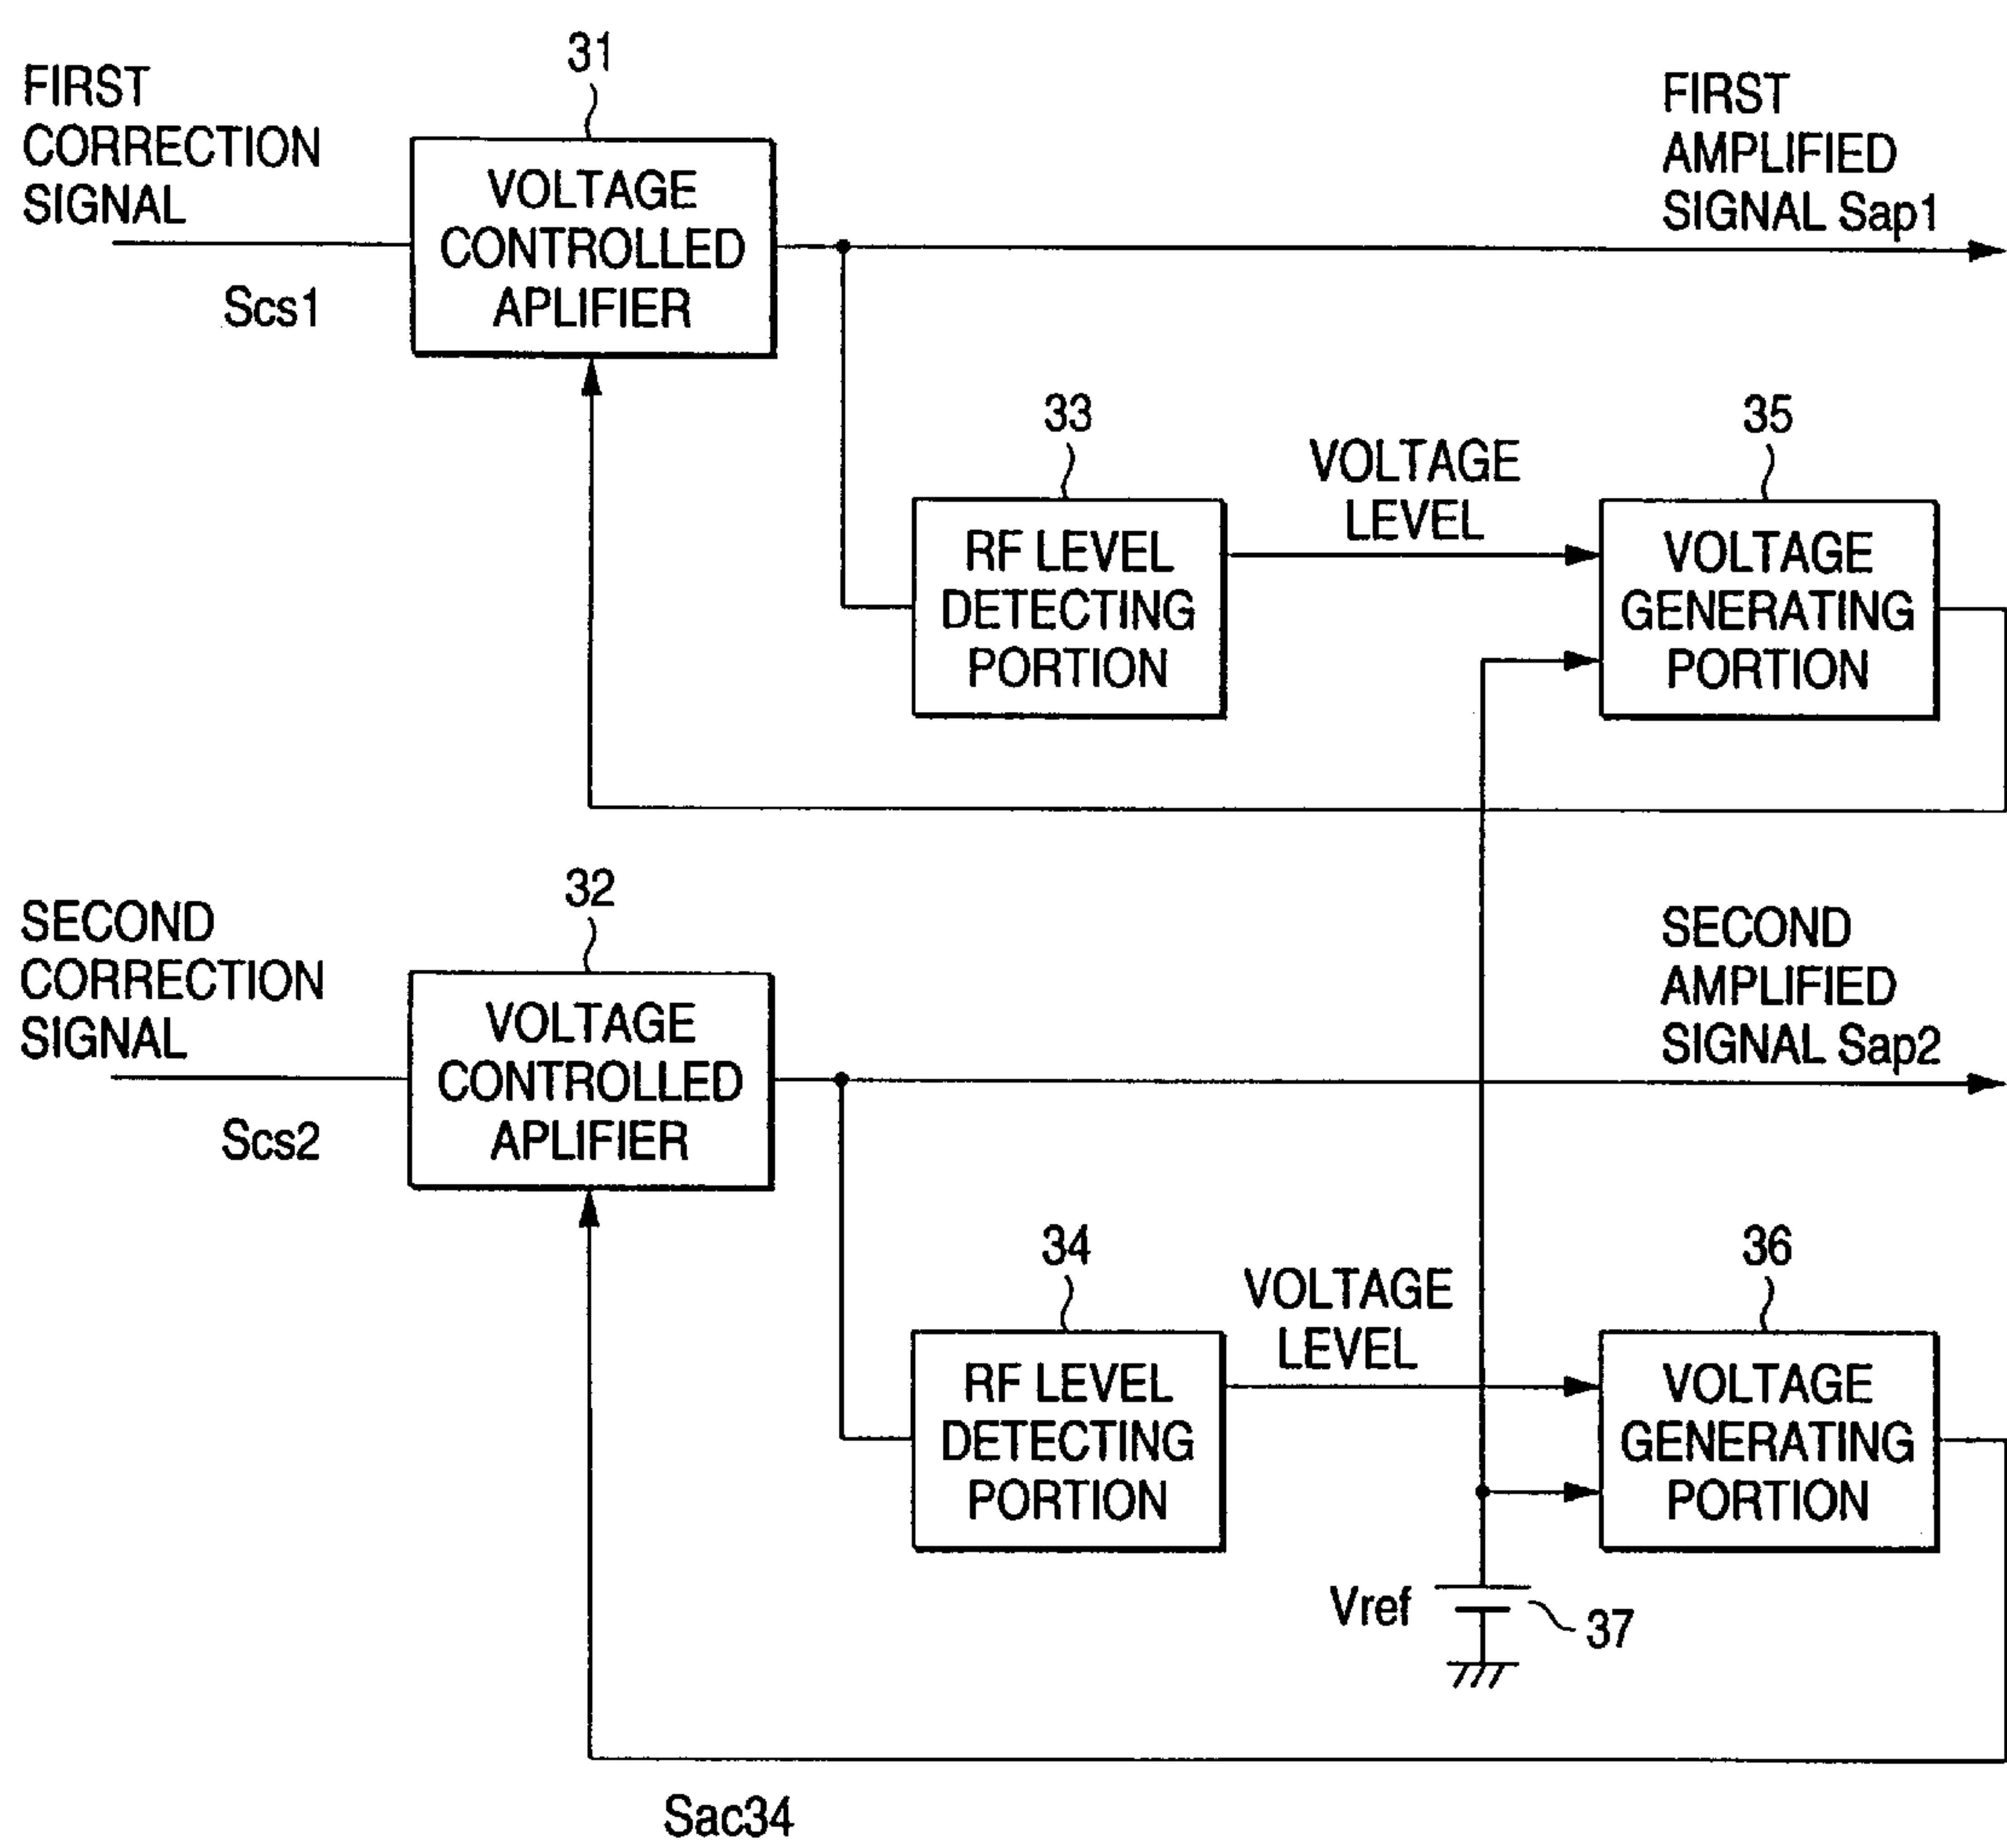 31
FIRST
CORRECTION
SIGNAL
Scs1
VOLTAGE
CONTROLLED
APLIFIER
FIRST
AMPLIFIED
SIGNAL Sap1
33
RF LEVEL
DETECTING
PORTION
VOLTAGE
LEVEL
35
VOLTAGE
GENERATING
PORTION
32
SECOND
CORRECTION
SIGNAL
Scs2
VOLTAGE
CONTROLLED
APLIFIER
SECOND
AMPLIFIED
SIGNAL Sap2
34
RF LEVEL
DETECTING
PORTION
VOLTAGE
LEVEL
36
VOLTAGE
GENERATING
PORTION
Vref
37
Sac34